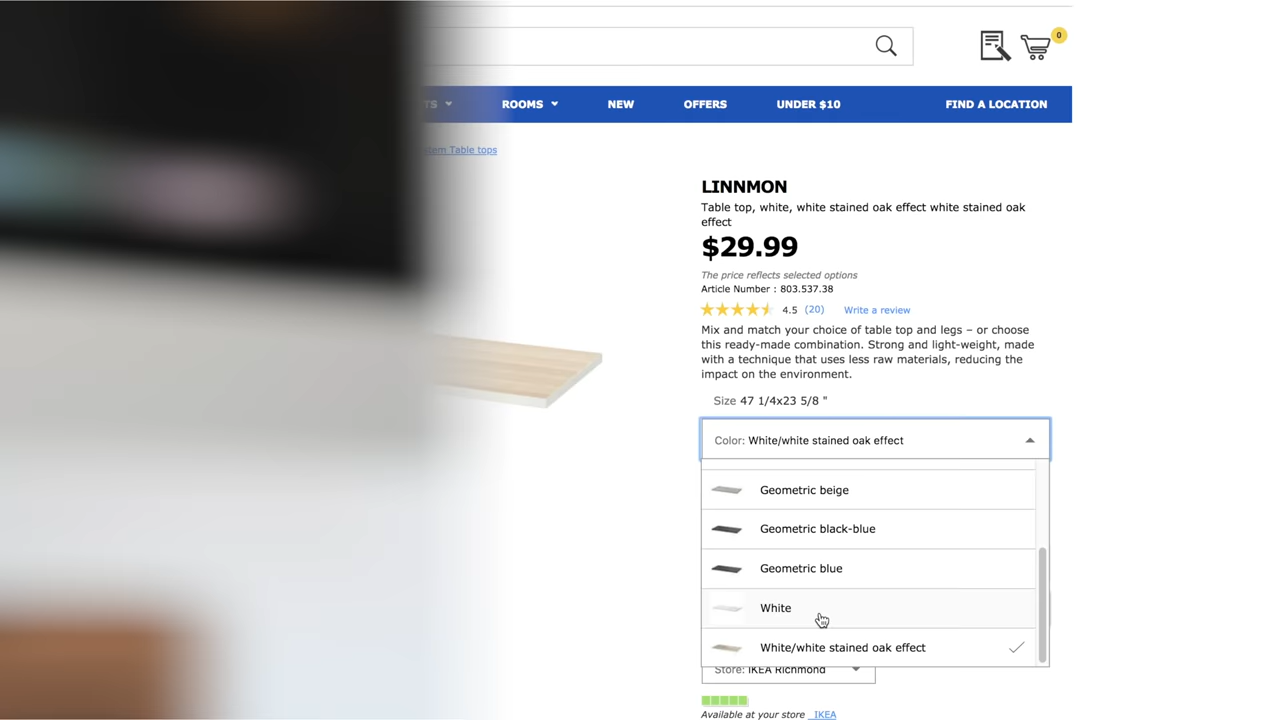 0
TS
ROOMS
NEW
OFFERS
UNDER $10
FIND A LOCATION
Table tops
LINNMON
Table top, white, white stained oak effect white stained oak
effect
$29.99
The price reflects selected options
Article Number : 803.537.38
4.5 (20) Write a review
Mix and match your choice of table top and legs – or choose
this ready-made combination. Strong and light-weight, made
with a technique that uses less raw materials, reducing the
impact on the environment.
Size 47 1/4x23 5/8 "
Color: White/white stained oak effect
Geometric beige
Geometric black-blue
Geometric blue
White
White/white stained oak effect
Store: IKEA Richmond
Available at your store IKEA